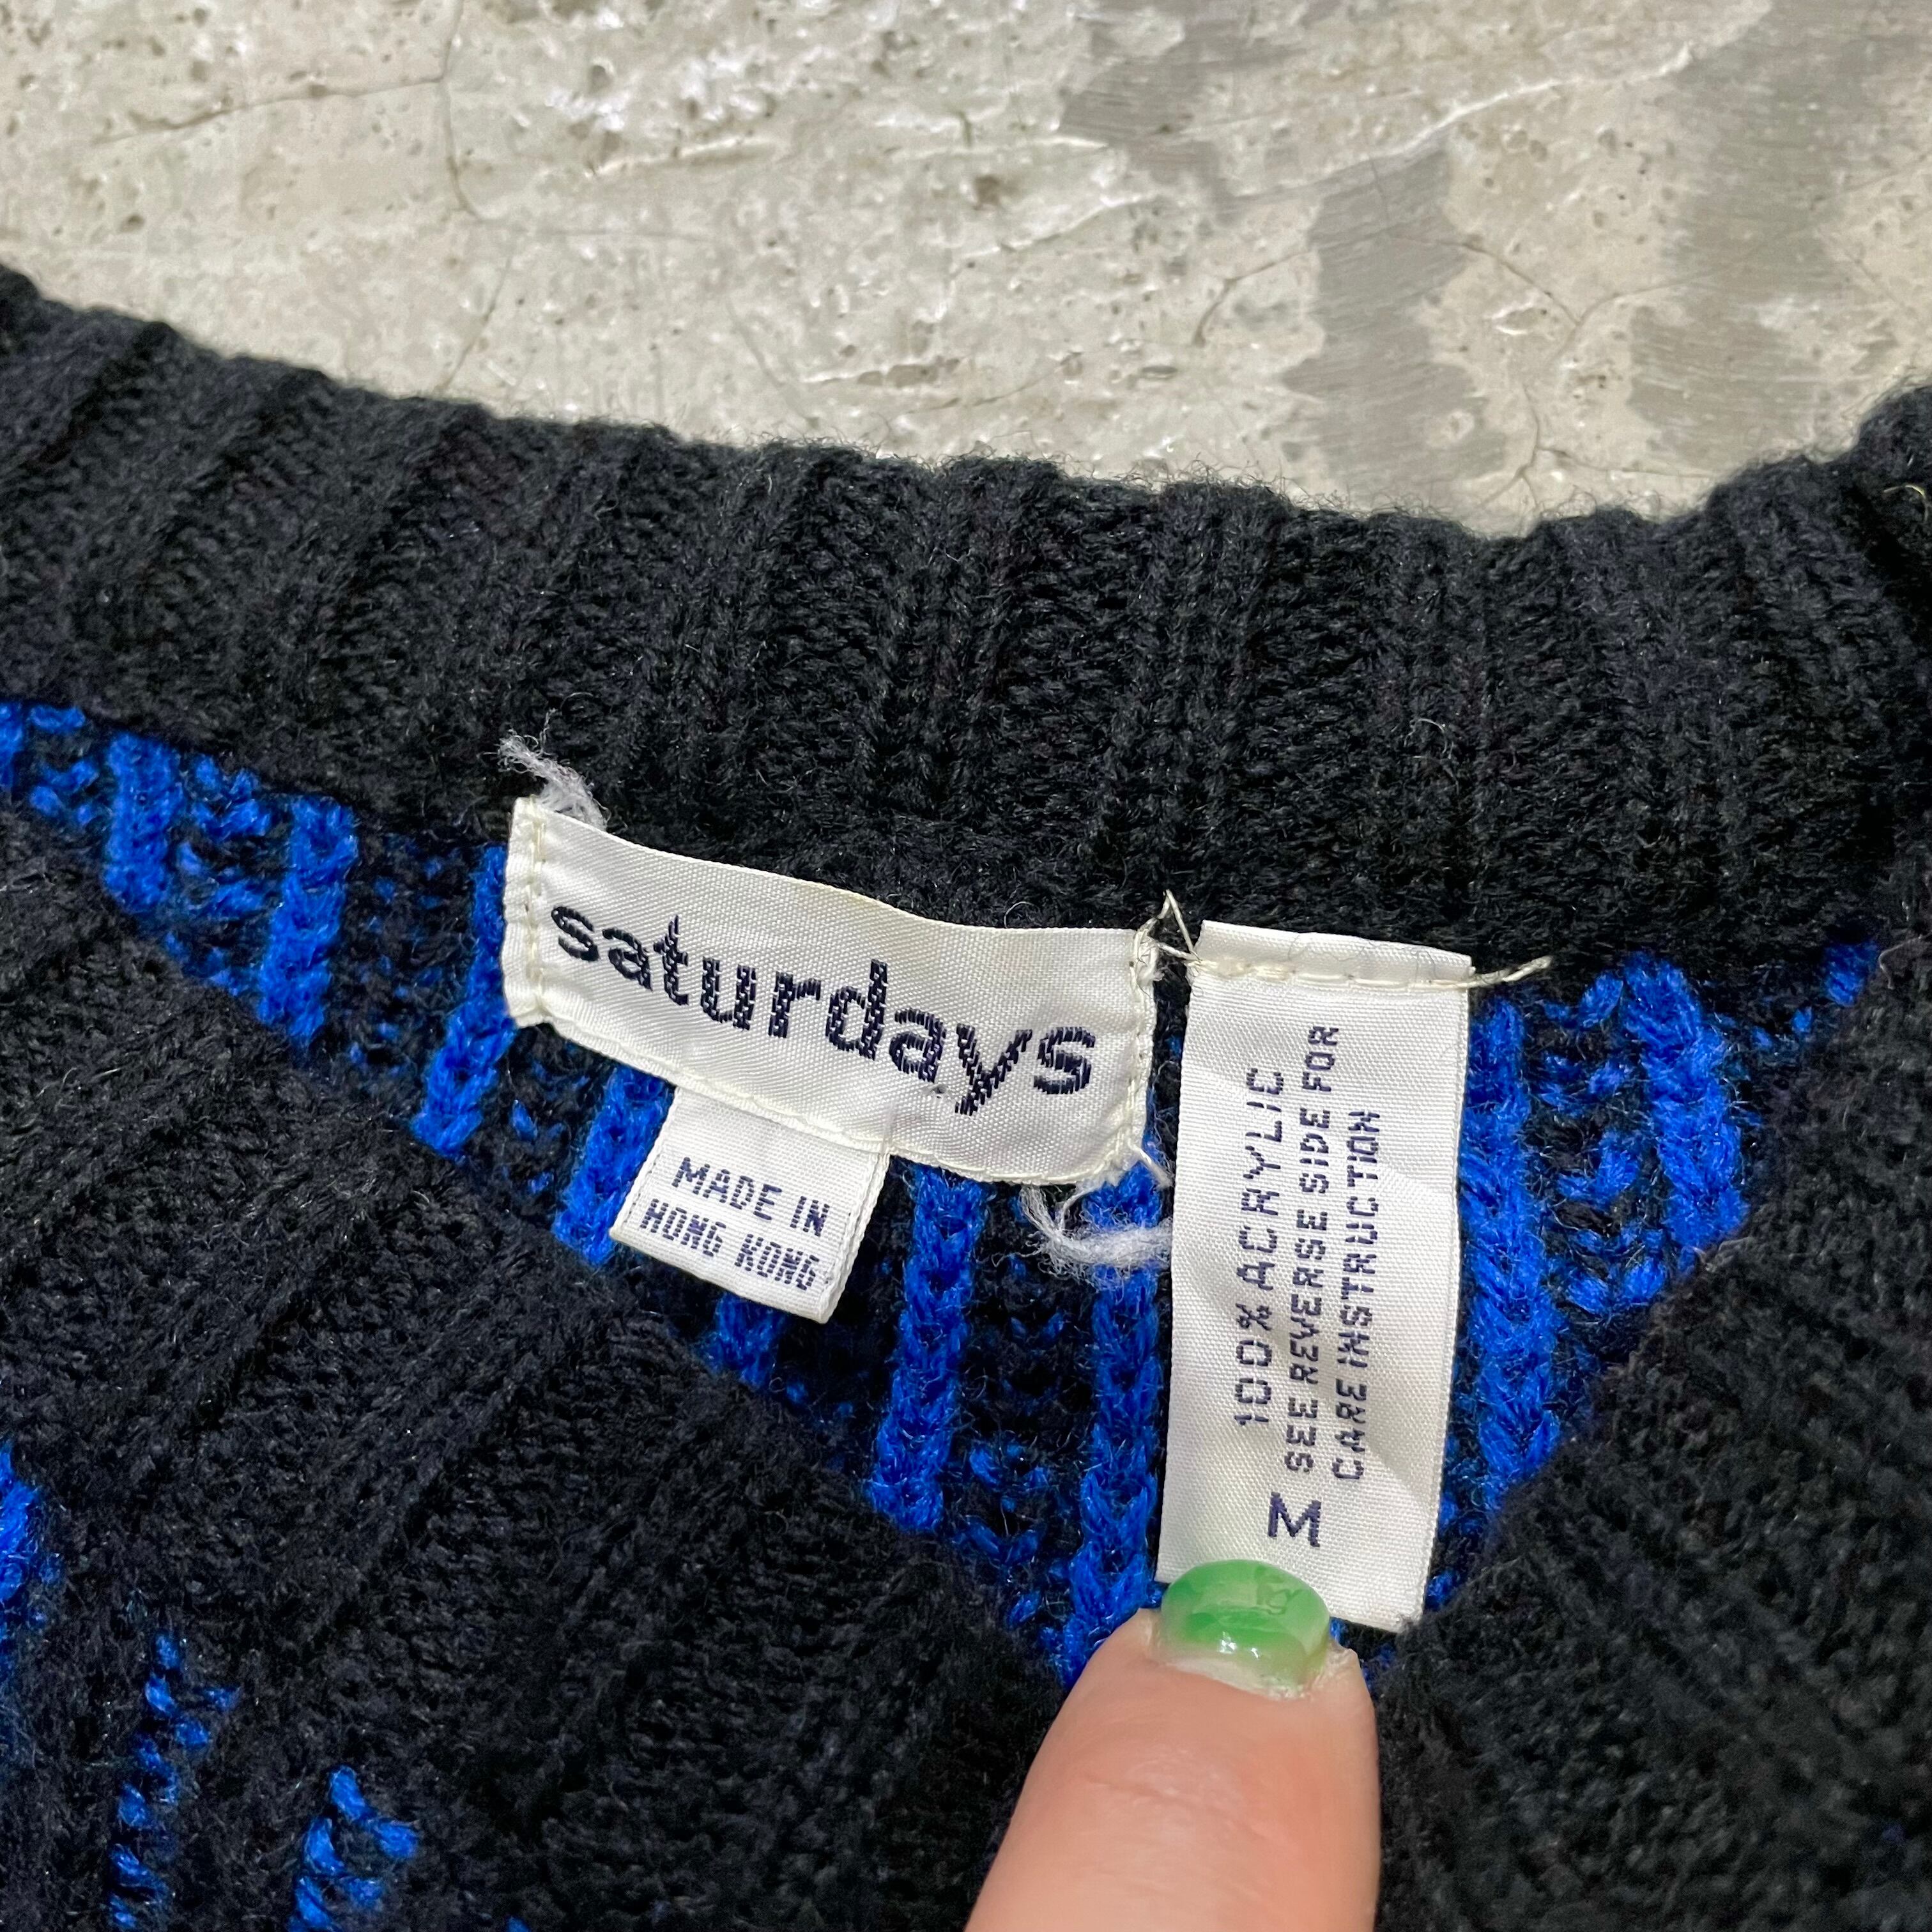 saturdays
MADE IN
HONG KONG
100% ACRYLIC
SEE REVERSE SIDE FOR
CARE INSTRUCTION
M